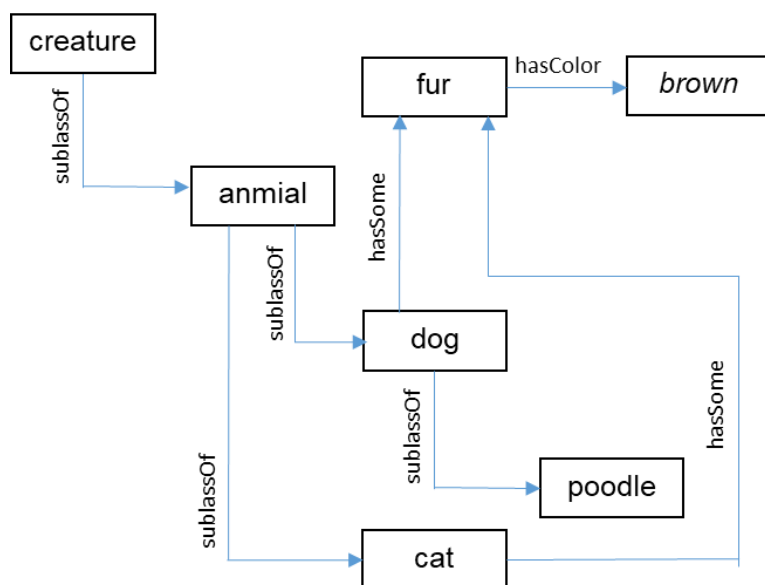 creature
fur
hasColor
brown
sublassOf
anmial
hasSome
sublassOf
dog
sublassOf
hasSome
sublassOf
poodle
cat